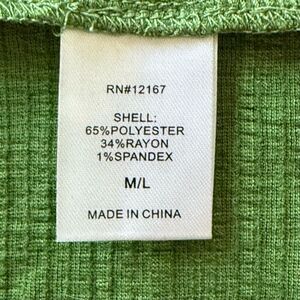 RN#12167
SHELL:
65%POLYESTER
34%RAYON
1%SPANDEX
M/L
MADE IN CHINA